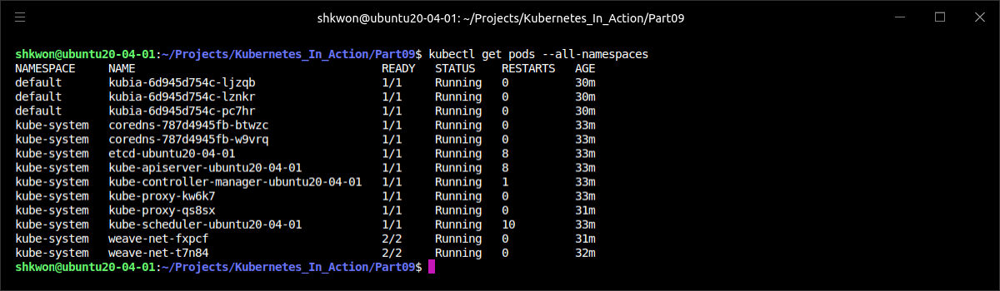 shkwon@ubuntu20-04-01: ~/Projects/Kubernetes_In_Action/Part09
shkwon@ubuntu20-04-01:~/Projects/Kubernetes_In_Action/Part09$ kubectl get pods --all-namespaces
NAMESPACE     NAME                                     READY   STATUS    RESTARTS   AGE
default       kubia-6d945d754c-ljzqb                   1/1     Running   0          30m
default       kubia-6d945d754c-lznkr                   1/1     Running   0          30m
default       kubia-6d945d754c-pc7hr                   1/1     Running   0          30m
kube-system   coredns-787d4945fb-btwzc                 1/1     Running   0          33m
kube-system   coredns-787d4945fb-w9vrq                 1/1     Running   0          33m
kube-system   etcd-ubuntu20-04-01                      1/1     Running   8          33m
kube-system   kube-apiserver-ubuntu20-04-01            1/1     Running   8          33m
kube-system   kube-controller-manager-ubuntu20-04-01   1/1     Running   1          33m
kube-system   kube-proxy-kw6k7                         1/1     Running   0          33m
kube-system   kube-proxy-qs8sx                         1/1     Running   0          31m
kube-system   kube-scheduler-ubuntu20-04-01            1/1     Running   10         33m
kube-system   weave-net-fxpcf                          2/2     Running   0          31m
kube-system   weave-net-t7n84                          2/2     Running   0          32m
shkwon@ubuntu20-04-01:~/Projects/Kubernetes_In_Action/Part09$